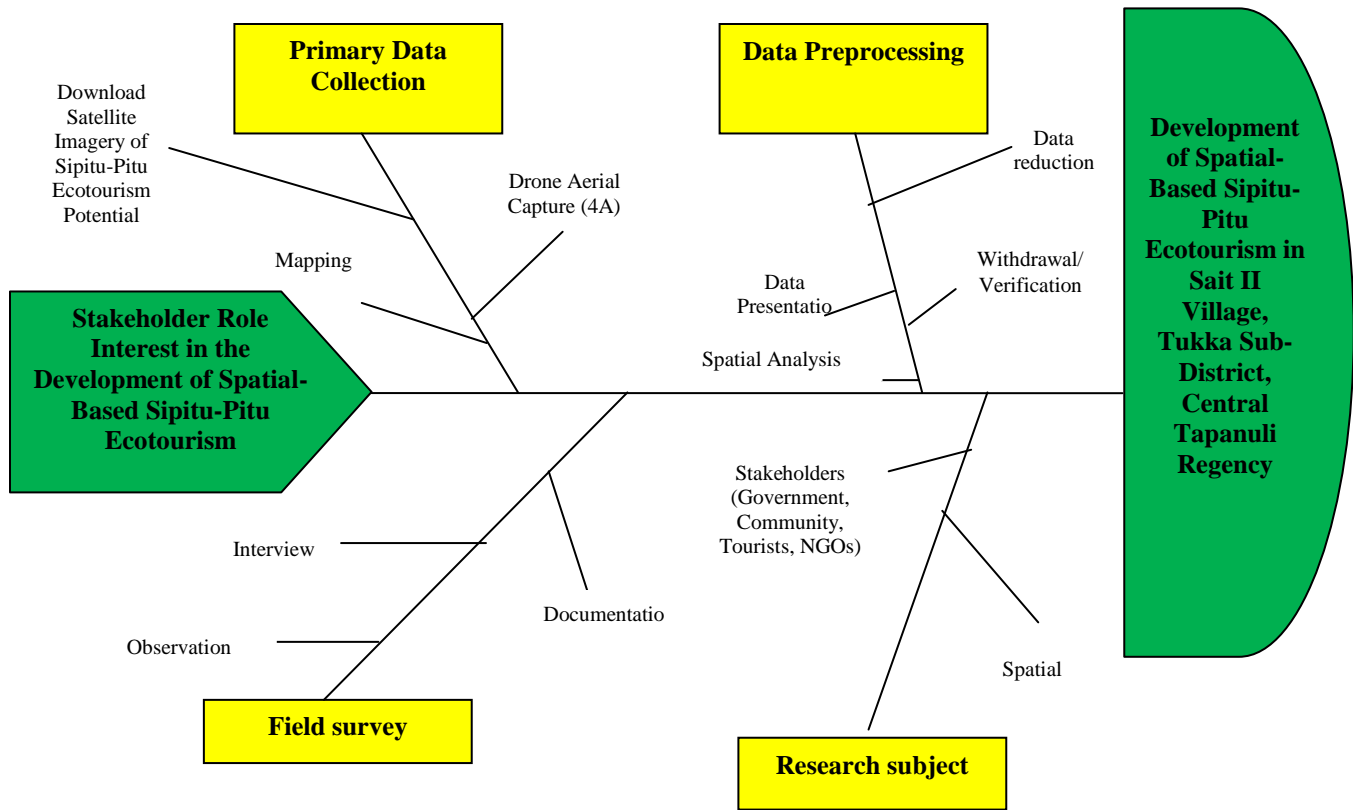 Primary Data
Collection
Data Preprocessing
Download
Satellite
Imagery of
Sipitu-Pitu
Ecotourism
Potential
Drone Aerial
Capture (4A)
Mapping
Data
reduction
Data
Presentatio
Withdrawal/
Verification
Spatial Analysis
Stakeholder Role
Interest in the
Development of Spatial-
Based Sipitu-Pitu
Ecotourism
Development
of Spatial-
Based Sipitu-
Pitu
Ecotourism in
Sait II
Village,
Tukka Sub-
District,
Central
Tapanuli
Regency
Interview
Observation
Documentatio
Stakeholders
(Government,
Community,
Tourists, NGOs)
Spatial
Field survey
Research subject